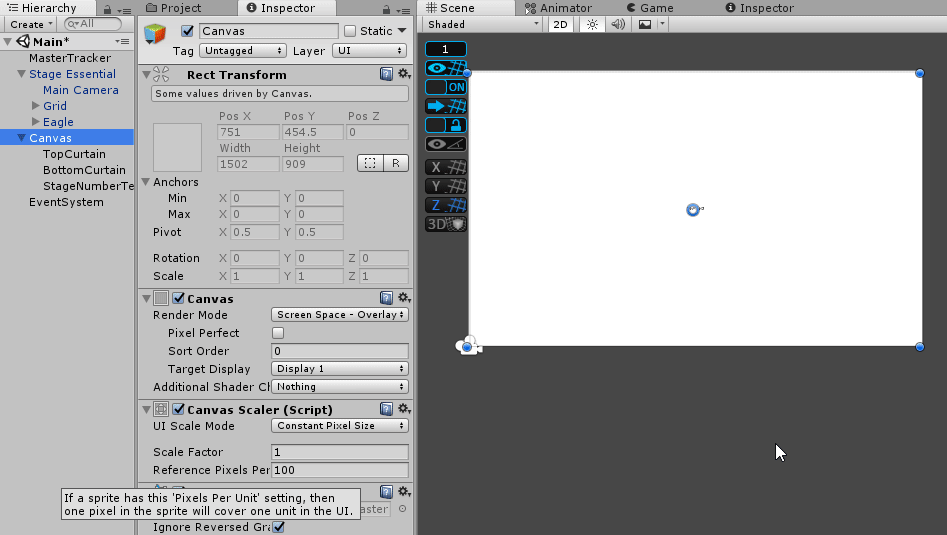 Hierarchy
Project
Inspector
Scene
Animator
Game
Inspector
Create
All
Canvas
Static
Shaded
2D
Main*
Tag
Untagged
Layer
UI
1
MasterTracker
Stage Essential
Main Camera
Grid
Eagle
Canvas
TopCurtain
BottomCurtain
StageNumberTe
EventSystem
Rect Transform
Some values driven by Canvas.
Pos X
Pos Y
Pos Z
751
454.5
0
Width
Height
1502
909
R
Anchors
Min
X
0
Y
0
Max
X
0
Y
0
Pivot
X
0.5
Y
0.5
Rotation
X
0
Y
0
Z
0
Scale
X
1
Y
1
Z
1
Canvas
Render Mode
Screen Space - Overlay
Pixel Perfect
Sort Order
0
Target Display
Display 1
Additional Shader Ch
Nothing
Canvas Scaler (Script)
UI Scale Mode
Constant Pixel Size
Scale Factor
1
Reference Pixels Per
100
If a sprite has this 'Pixels Per Unit' setting, then
one pixel in the sprite will cover one unit in the UI.
aster
Ignore Reversed Gra
ON
X
Y
Z
3D